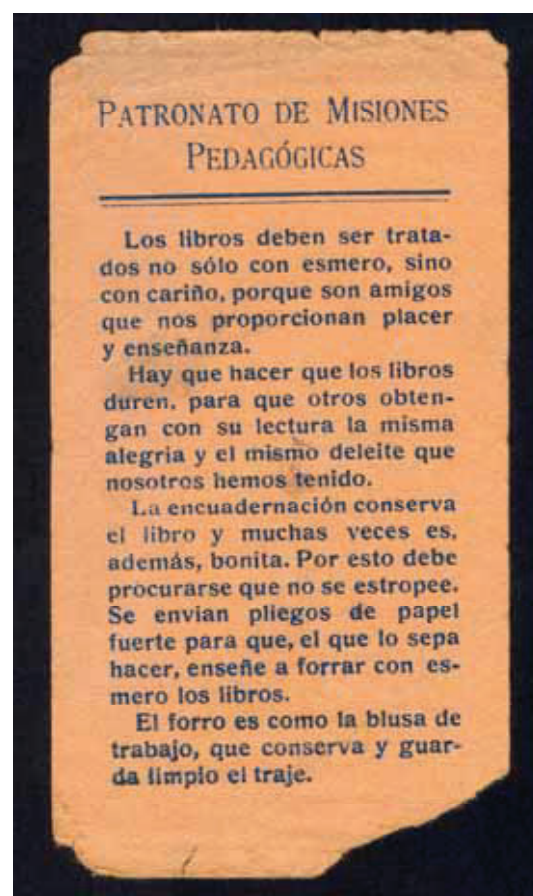 PATRONATO DE MISIONES
PEDAGÓGICAS
Los libros deben ser trata-
dos no sólo con esmero, sino
con cariño, porque son amigos
que nos proporcionan placer
y enseñanza.
Hay que hacer que los libros
duren, para que otros obten-
gan con su lectura la misma
alegria y el mismo deleite que
nosotros hemos tenido.
La encuadernación conserva
el libro y muchas veces es,
además, bonita. Por esto debe
procurarse que no se estropee.
Se envian pliegos de papel
fuerte para que, el que lo sepa
hacer, enseñe a forrar con es-
mero los libros.
El forro es como la blusa de
trabajo, que conserva y guar-
da limpio el traje.